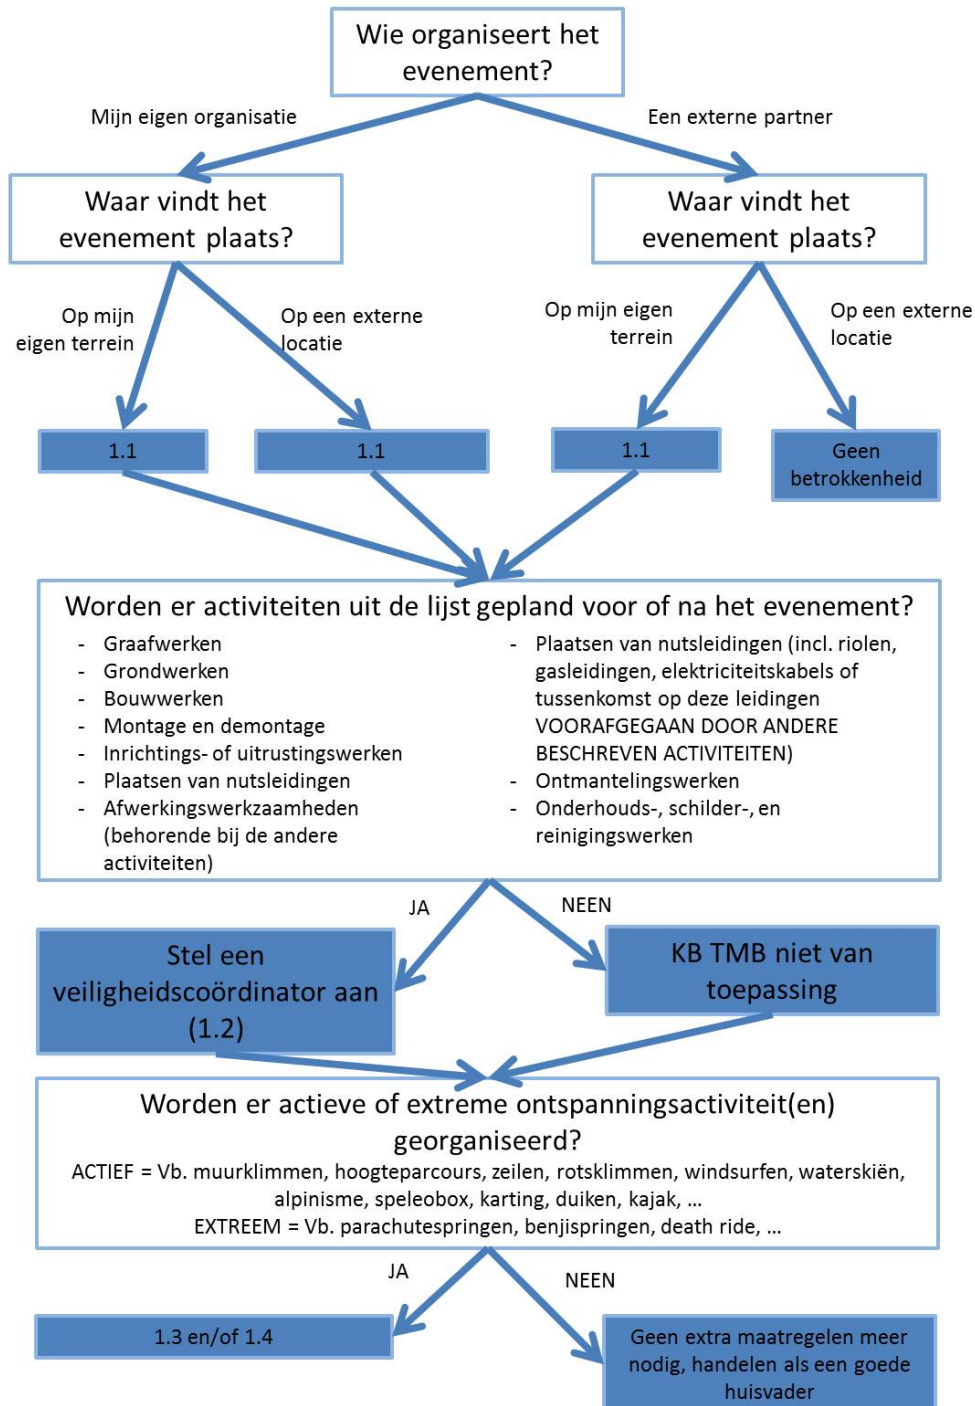 Wie organiseert het
evenement?
Mijn eigen organisatie
Een externe partner
Waar vindt het
evenement plaats?
Waar vindt het
evenement plaats?
Op mijn
eigen terrein
Op een externe
locatie
Op mijn eigen
terrein
Op een externe
locatie
1.1
1.1
1.1
Geen
betrokkenheid
Worden er activiteiten uit de lijst gepland voor of na het evenement?
- Graafwerken
- Grondwerken
- Bouwwerken
- Montage en demontage
- Inrichtings- of uitrustingswerken
- Plaatsen van nutsleidingen
- Afwerkingswerkzaamheden
(behorende bij de andere
activiteiten)
- Plaatsen van nutsleidingen (incl. riolen,
gasleidingen, elektriciteitskabels of
tussenkomst op deze leidingen
VOORAFGEGAAN DOOR ANDERE
BESCHREVEN ACTIVITEITEN)
- Ontmantelingswerken
- Onderhouds-, schilder-, en
reinigingswerken
JA
NEEN
Stel een
veiligheidscoördinator aan
(1.2)
KB TMB niet van
toepassing
Worden er actieve of extreme ontspanningsactiviteit(en)
georganiseerd?
ACTIEF = Vb. muurklimmen, hoogteparcours, zeilen, rotsklimmen, windsurfen, waterskiën,
alpinisme, speleobox, karting, duiken, kajak, ...
EXTREEM = Vb. parachutespringen, benjispringen, death ride, ...
JA
NEEN
1.3 en/of 1.4
Geen extra maatregelen meer
nodig, handelen als een goede
huisvader